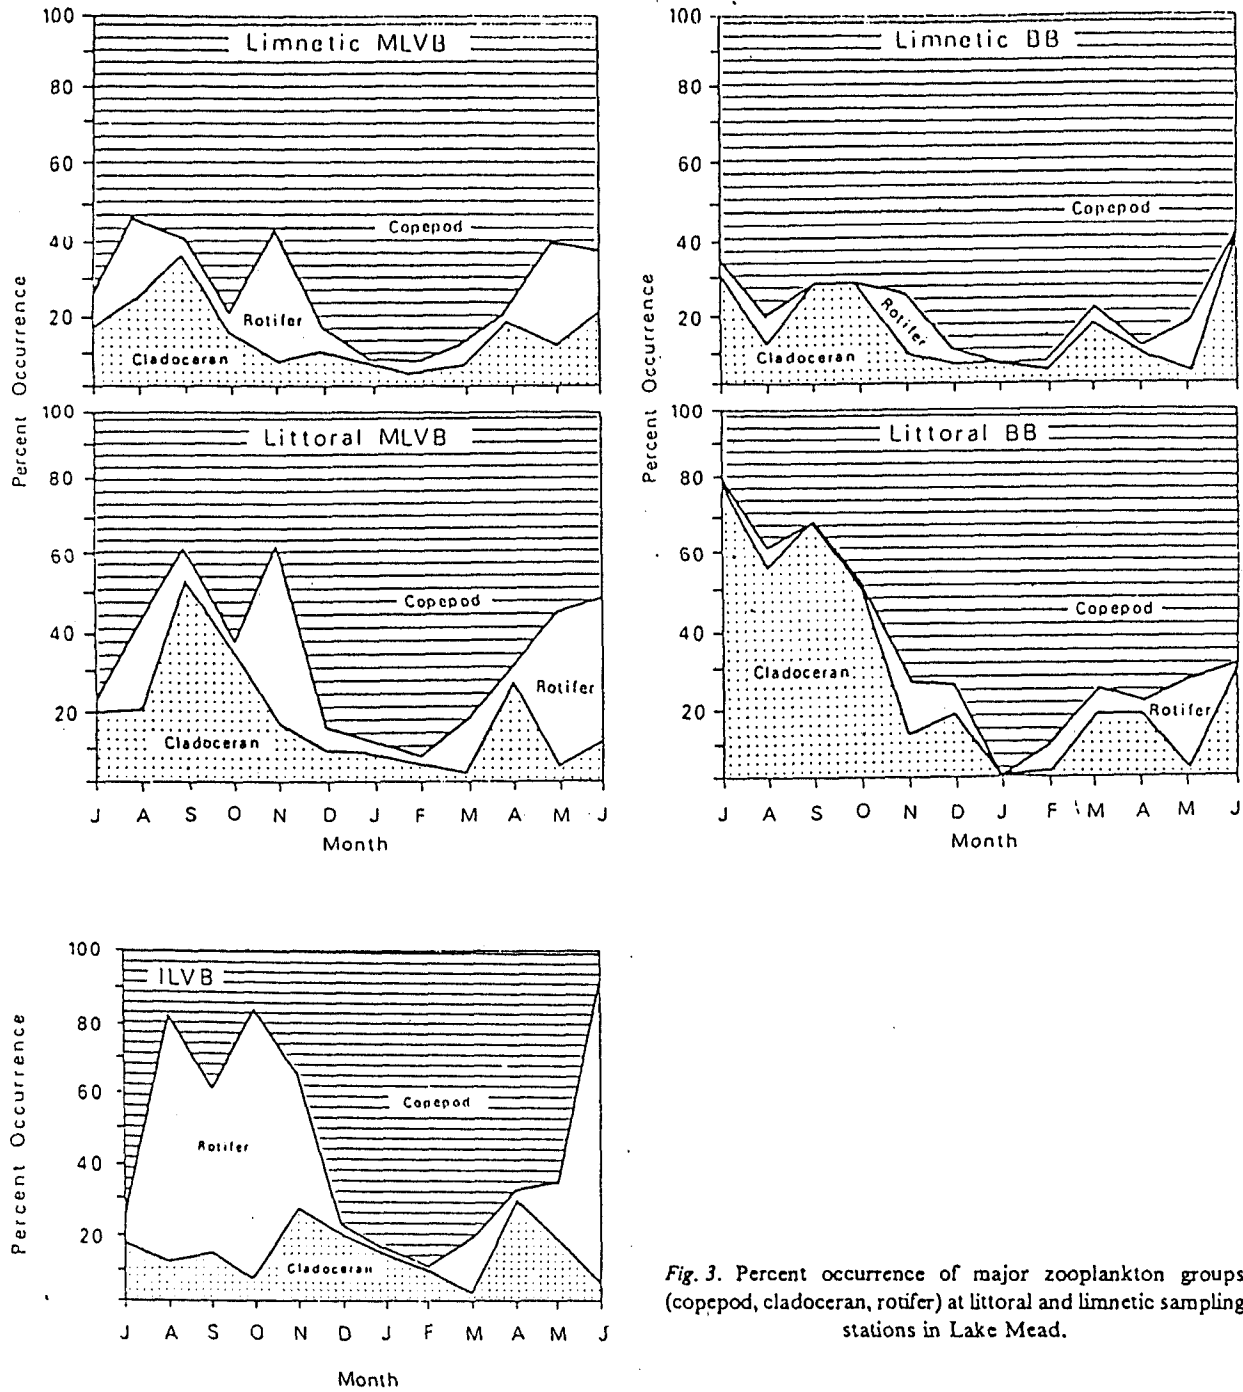 Limnetic MLVB
100
80
60
40
20
Copepod
Rotifer
Cladoceran
Percent Occurrence
Limnetic BB
100
80
60
40
20
Copepod
Rotifer
Cladoceran
Percent Occurrence
Littoral MLVB
100
80
60
40
20
Copepod
Rotifer
Cladoceran
J A S O N D J F M A M J
Month
Littoral BB
100
80
60
40
20
Copepod
Cladoceran
Rotifer
J A S O N D J F M A M J
Month
ILVB
100
80
60
40
20
Percent Occurrence
Copepod
Rotifer
Cladoceran
J A S O N D J F M A M J
Month
Fig. 3. Percent occurrence of major zooplankton groups
(copepod, cladoceran, rotifer) at littoral and limnetic sampling
stations in Lake Mead.